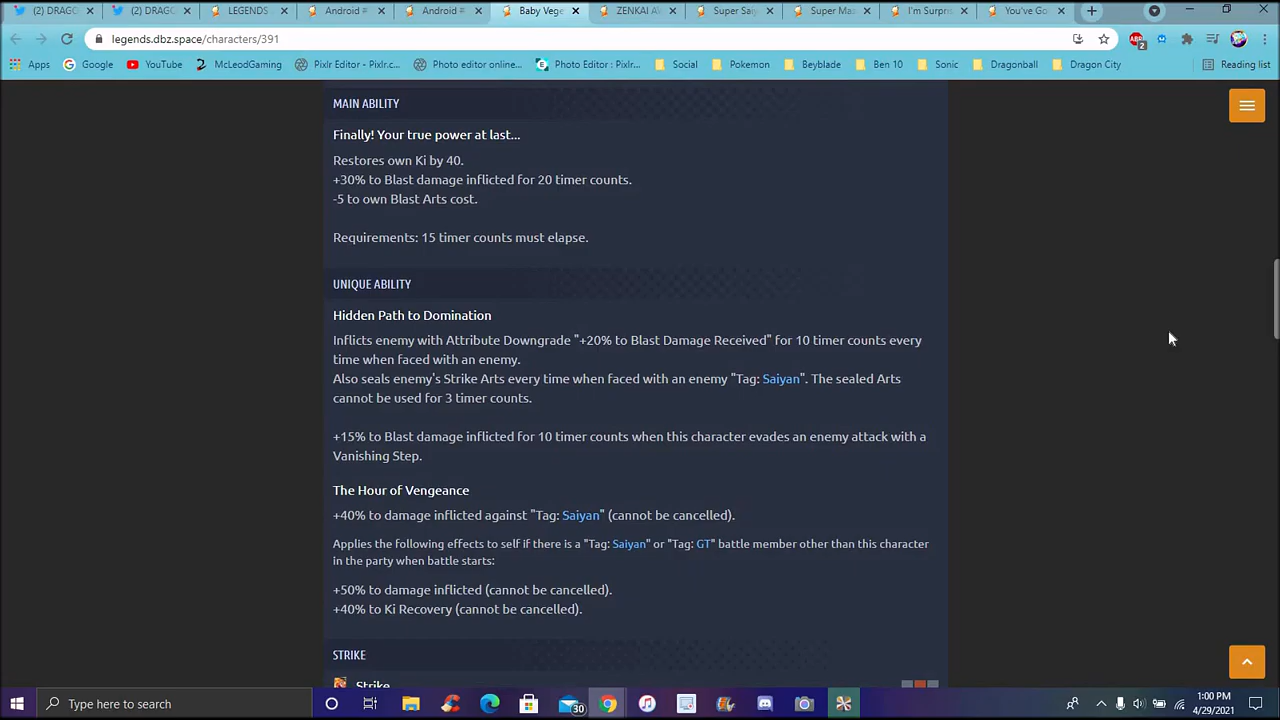 (2) DRAGC
(2) DRAGC
LEGENDS
Android #
Android #
Baby Vege
ZENKAI AW
Super Saiy
Super Mas
I'm Surpris
You've Go
legends.dbz.space/characters/391
Apps
Google
YouTube
McLeodGaming
Pixlr Editor - Pixlr.c...
Photo editor online...
Photo Editor : Pixlr...
Social
Pokemon
Beyblade
Ben 10
Sonic
Dragonball
Dragon City
Reading list
MAIN ABILITY
Finally! Your true power at last...
Restores own Ki by 40.
+30% to Blast damage inflicted for 20 timer counts.
-5 to own Blast Arts cost.
Requirements: 15 timer counts must elapse.
UNIQUE ABILITY
Hidden Path to Domination
Inflicts enemy with Attribute Downgrade "+20% to Blast Damage Received" for 10 timer counts every
time when faced with an enemy.
Also seals enemy's Strike Arts every time when faced with an enemy "Tag: Saiyan". The sealed Arts
cannot be used for 3 timer counts.
+15% to Blast damage inflicted for 10 timer counts when this character evades an enemy attack with a
Vanishing Step.
The Hour of Vengeance
+40% to damage inflicted against "Tag: Saiyan" (cannot be cancelled).
Applies the following effects to self if there is a "Tag: Saiyan" or "Tag: GT" battle member other than this character
in the party when battle starts:
+50% to damage inflicted (cannot be cancelled).
+40% to Ki Recovery (cannot be cancelled).
STRIKE
Strike
Type here to search
30
1:00 PM
4/29/2021